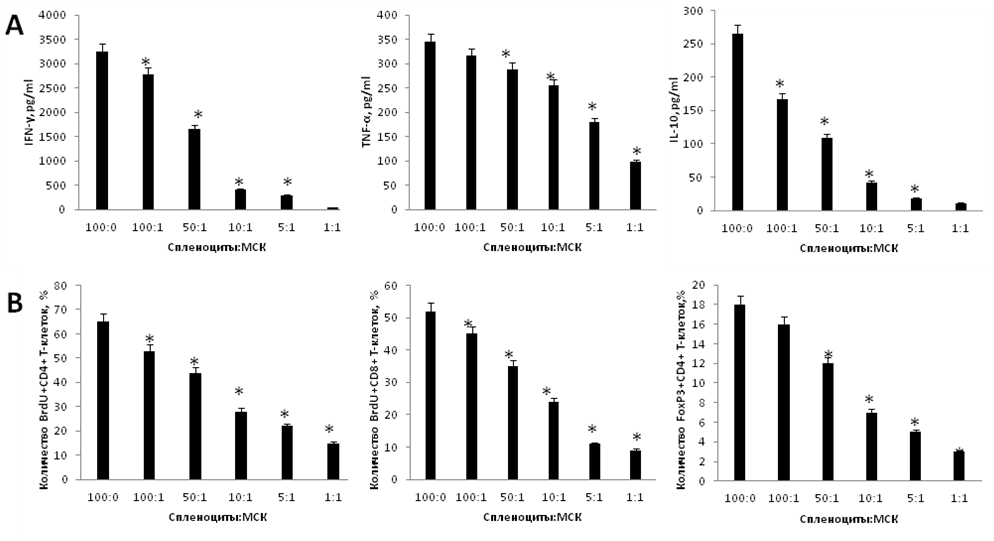 A
IFN-γ, pg/ml
4000
3500
3000
2500
2000
1500
1000
500
0
* * * *
100:0 100:1 50:1 10:1 5:1 1:1
Спленоциты:МСК
TNF-α, pg/ml
400
350
300
250
200
150
100
50
0
* * * *
100:0 100:1 50:1 10:1 5:1 1:1
Спленоциты:МСК
IL-10, pg/ml
300
250
200
150
100
50
0
* * * *
100:0 100:1 50:1 10:1 5:1 1:1
Спленоциты:МСК
B
Количество BrdU+CD4+ Т-клеток, %
80
70
60
50
40
30
20
10
0
* * * * *
100:0 100:1 50:1 10:1 5:1 1:1
Спленоциты:МСК
Количество BrdU+CD8+ Т-клеток, %
60
50
40
30
20
10
0
* * * * *
100:0 100:1 50:1 10:1 5:1 1:1
Спленоциты:МСК
Количество FoxP3+CD4+ Т-клеток,%
20
18
16
14
12
10
8
6
4
2
0
* * * *
100:0 100:1 50:1 10:1 5:1 1:1
Спленоциты:МСК